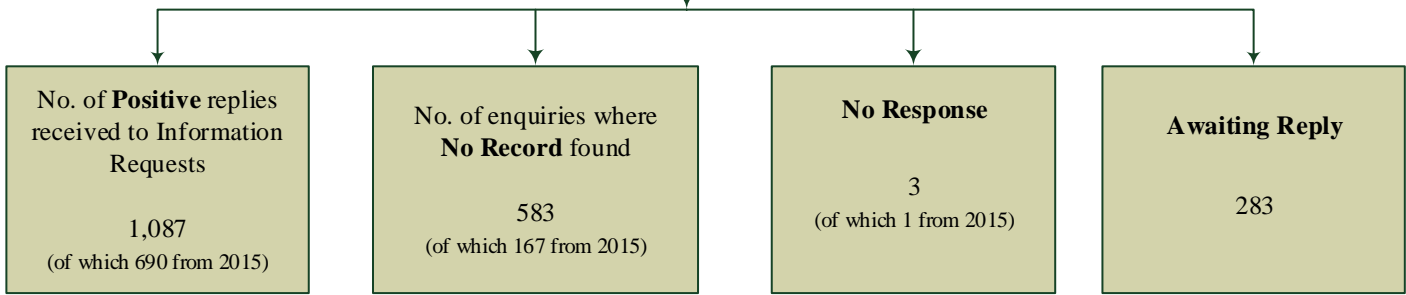 No. of Positive replies
received to Information
Requests
1,087
(of which 690 from 2015)
No. of enquiries where
No Record found
583
(of which 167 from 2015)
No Response
3
(of which 1 from 2015)
Awaiting Reply
283